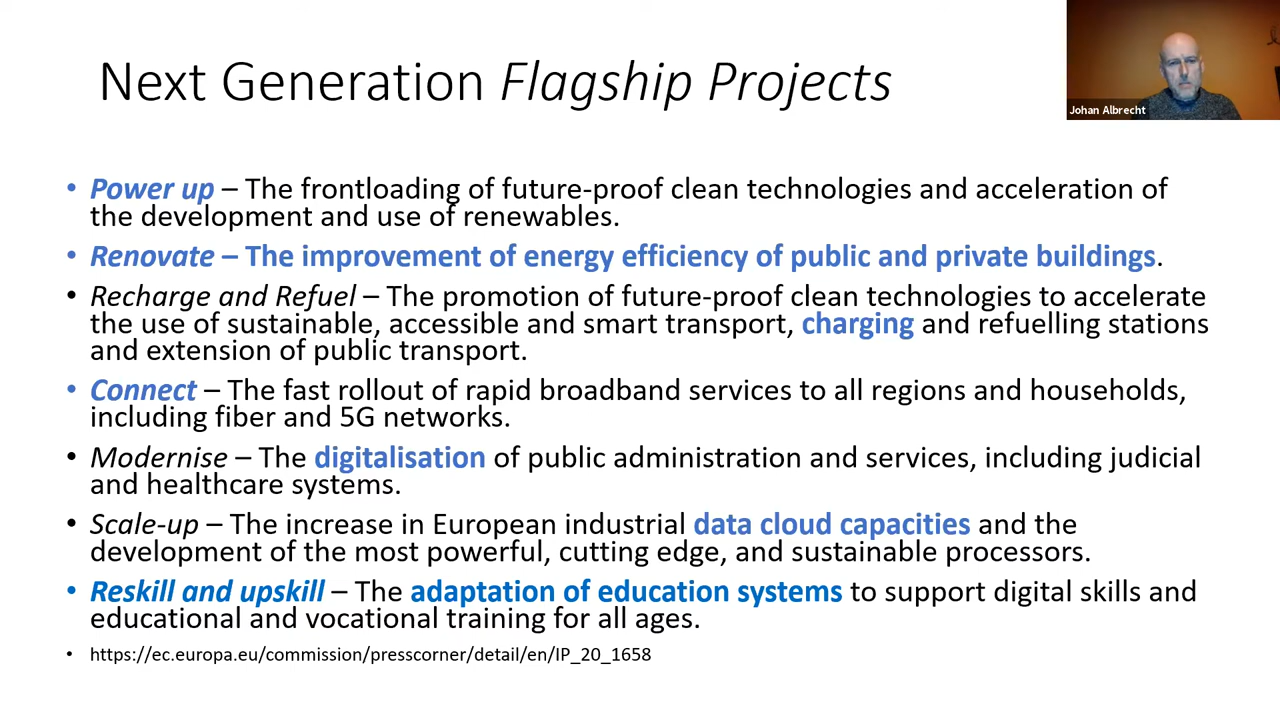 Next Generation Flagship Projects
Johan Albrecht
• Power up – The frontloading of future-proof clean technologies and acceleration of
the development and use of renewables.
• Renovate – The improvement of energy efficiency of public and private buildings.
• Recharge and Refuel – The promotion of future-proof clean technologies to accelerate
the use of sustainable, accessible and smart transport, charging and refuelling stations
and extension of public transport.
• Connect – The fast rollout of rapid broadband services to all regions and households,
including fiber and 5G networks.
• Modernise – The digitalisation of public administration and services, including judicial
and healthcare systems.
• Scale-up – The increase in European industrial data cloud capacities and the
development of the most powerful, cutting edge, and sustainable processors.
• Reskill and upskill – The adaptation of education systems to support digital skills and
educational and vocational training for all ages.
• https://ec.europa.eu/commission/presscorner/detail/en/IP_20_1658